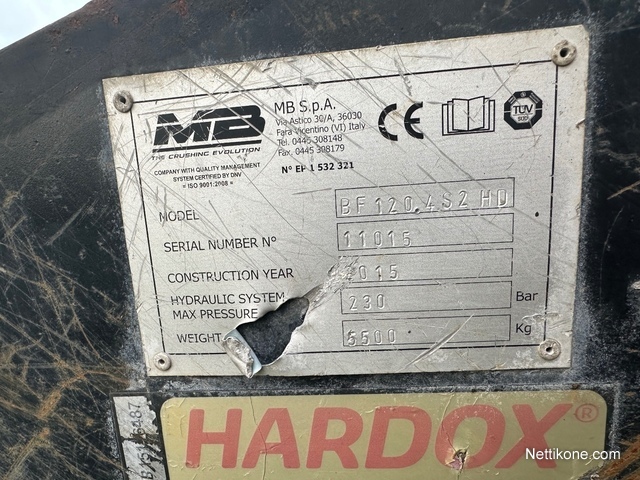 MB
THE CRUSHING EVOLUTION
COMPANY WITH QUALITY MANAGEMENT
SYSTEM CERTIFIED BY DNV
= ISO 9001:2008 =
MB S.p.A.
Via Astico 30/A, 36030
Fara Vicentino (VI) Italy
Tel. 0445 308148
Fax. 0445 308179
N° EP 1 532 321
CE
TÜV
MODEL BF 120.4S2 HD
SERIAL NUMBER N° 11015
CONSTRUCTION YEAR 2015
HYDRAULIC SYSTEM
MAX PRESSURE 230 Bar
WEIGHT 5500 Kg
HARDOX®
Nettikone.com